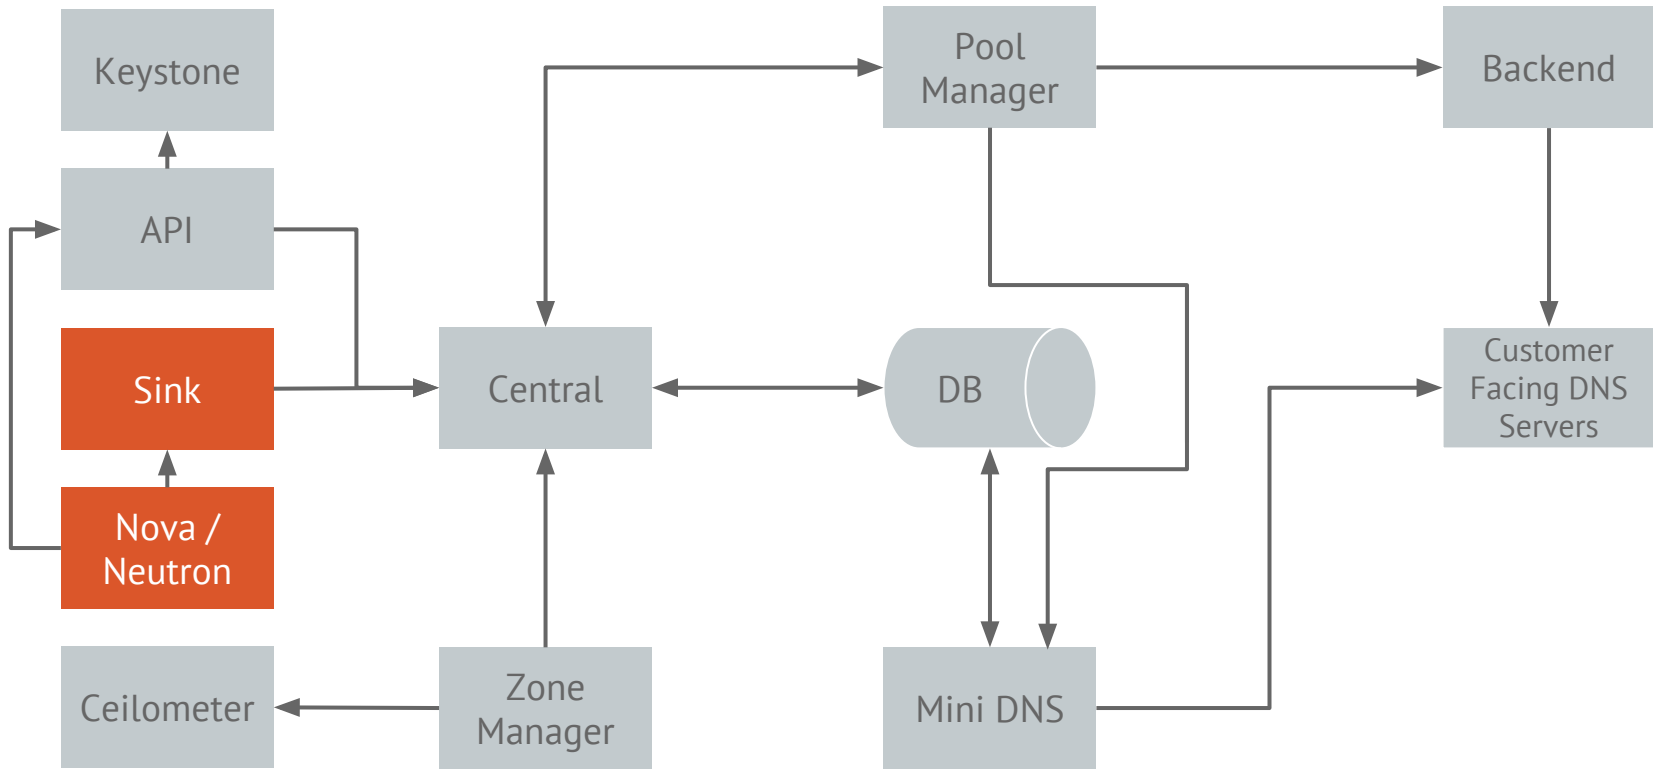 Keystone
Pool
Manager
Backend
API
Sink
Central
DB
Customer
Facing DNS
Servers
Nova /
Neutron
Ceilometer
Zone
Manager
Mini DNS